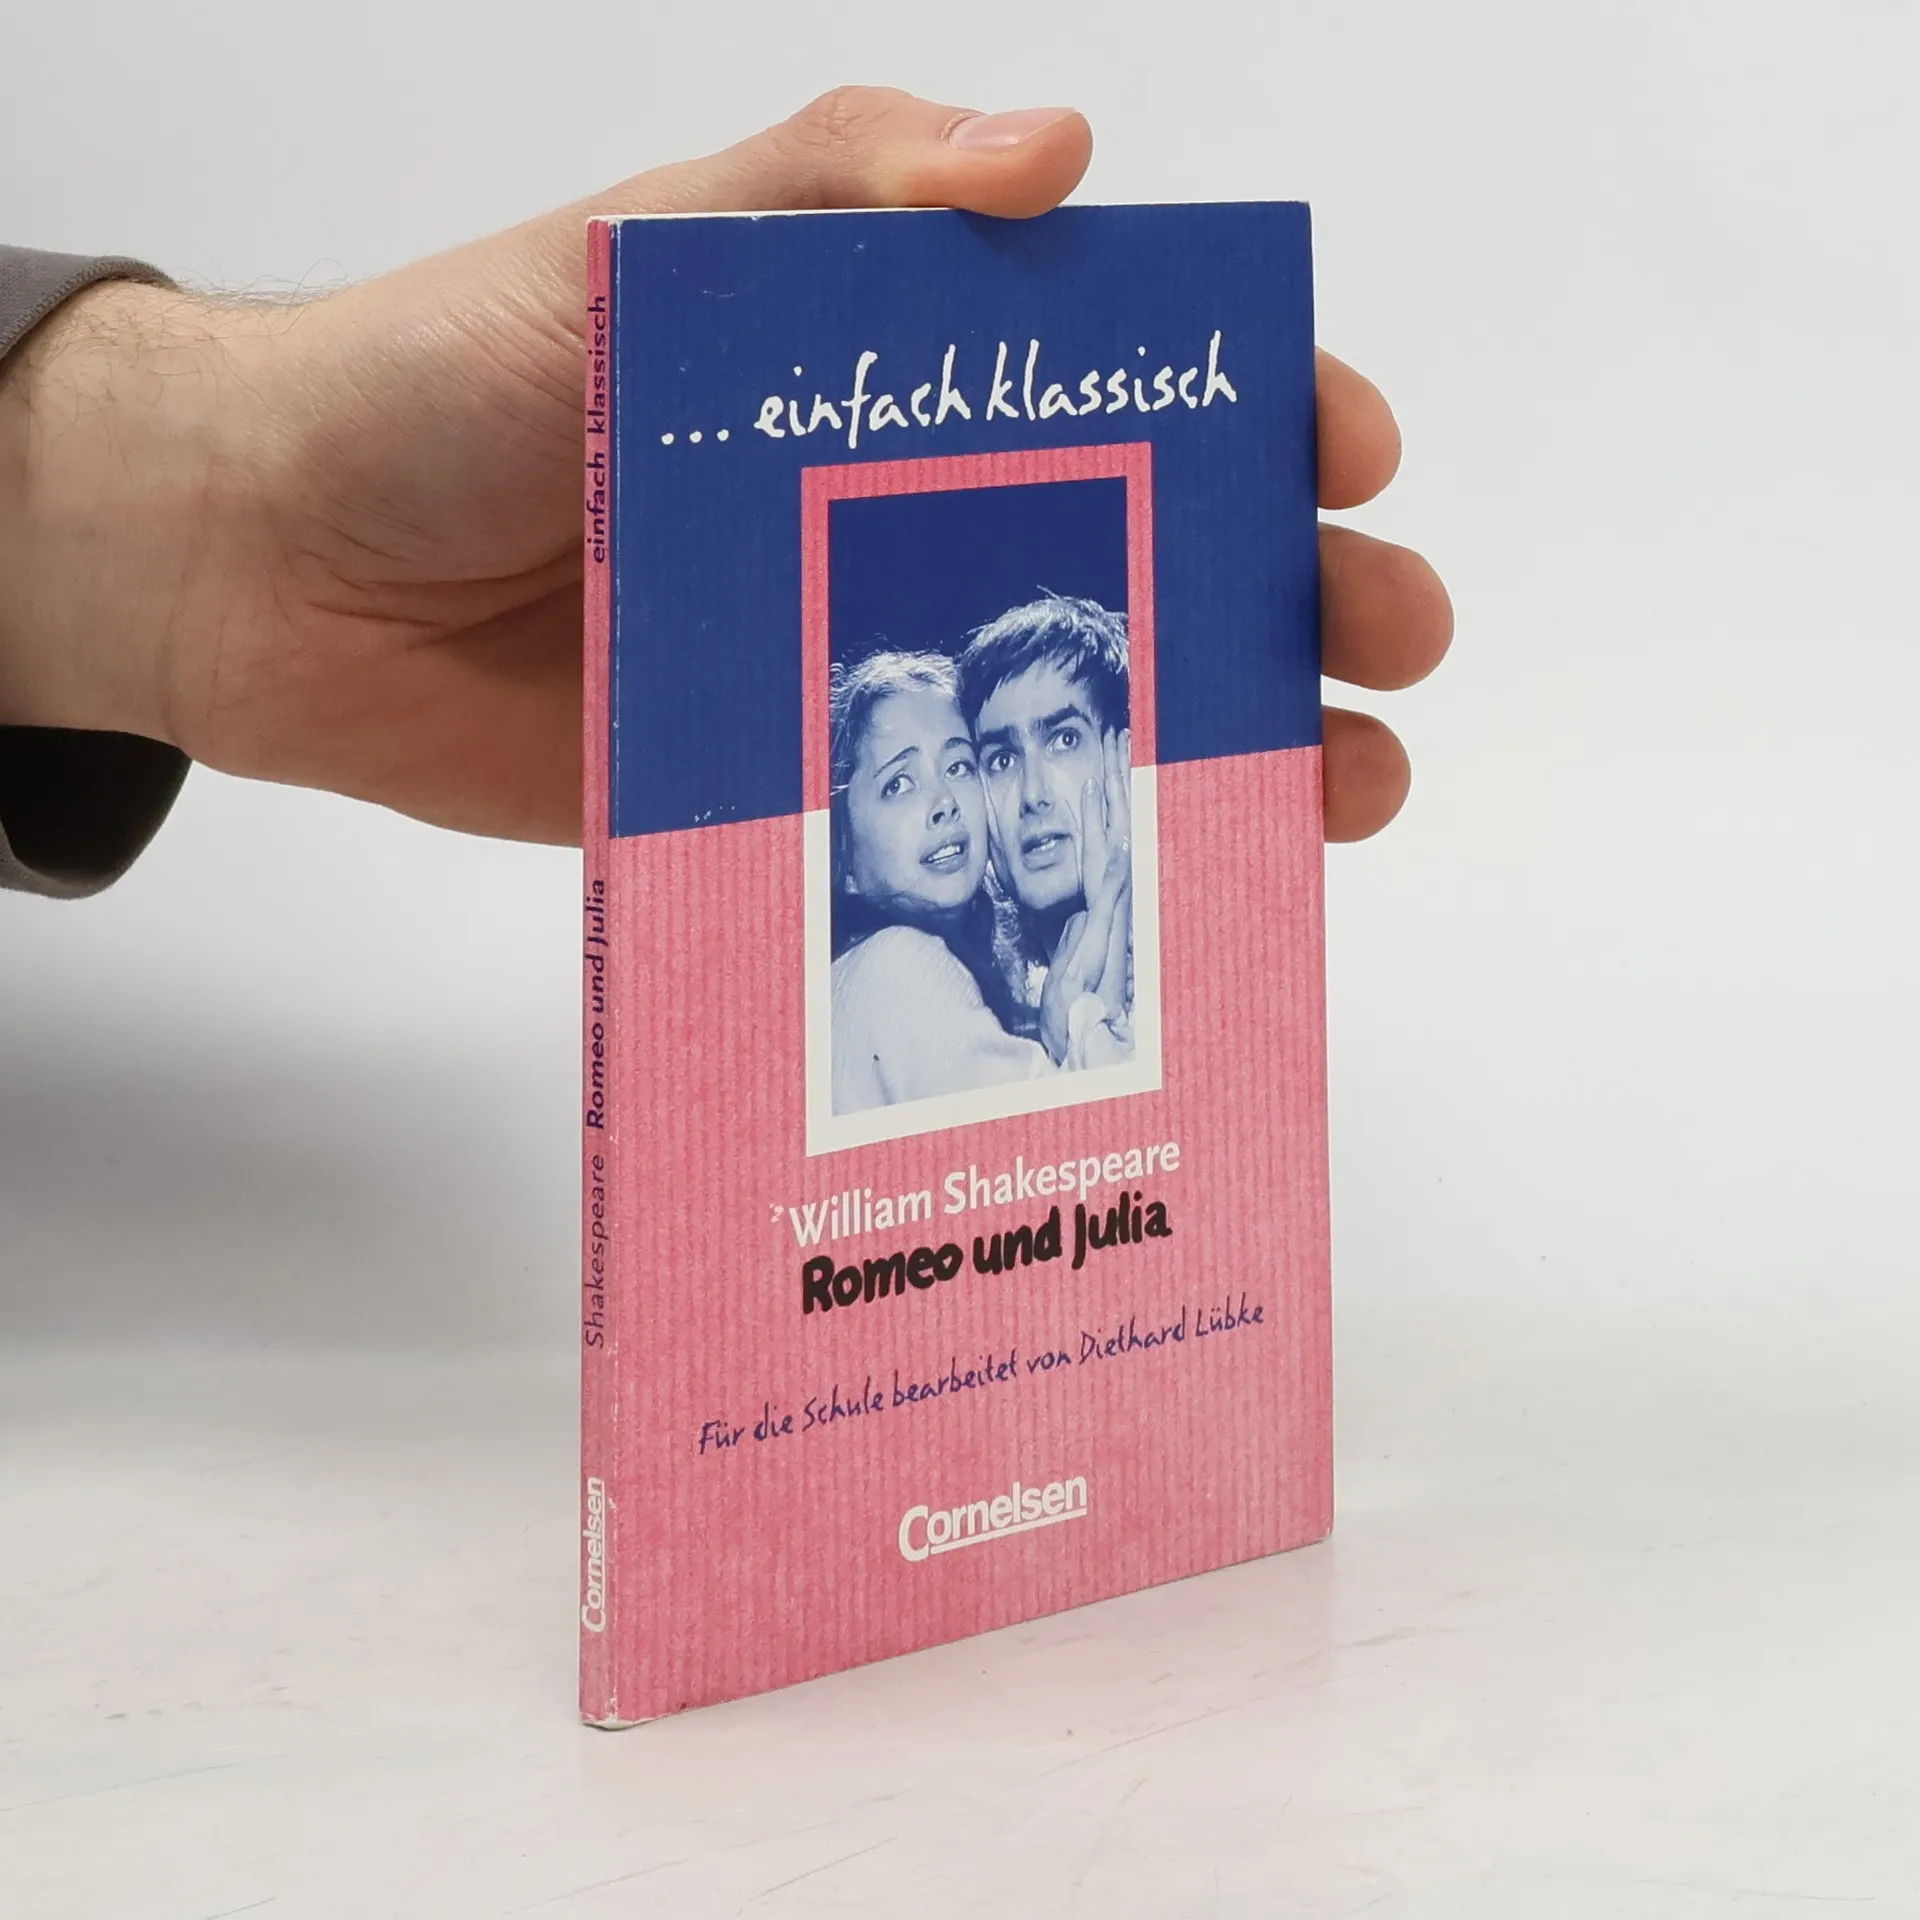 ... einfach klassisch
William Shakespeare
Romeo und Julia
Für die Schule bearbeitet von Diethard Lübke
Cornelsen
Cornelsen Shakespeare Romeo und Julia einfach klassisch